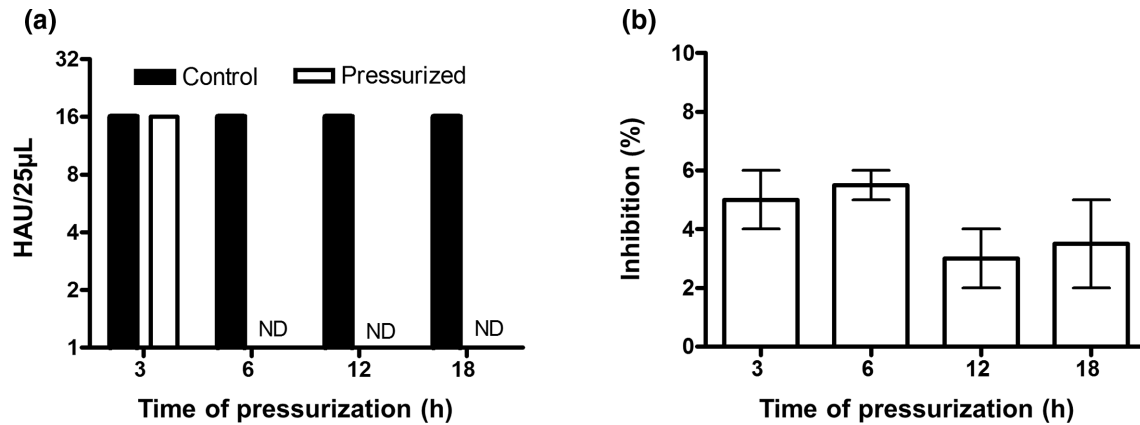 (a)
HAU/25µL
32
16
8
4
2
1
Control
Pressurized
ND
ND
ND
3
6
12
18
Time of pressurization (h)
(b)
Inhibition (%)
10
8
6
4
2
0
3
6
12
18
Time of pressurization (h)